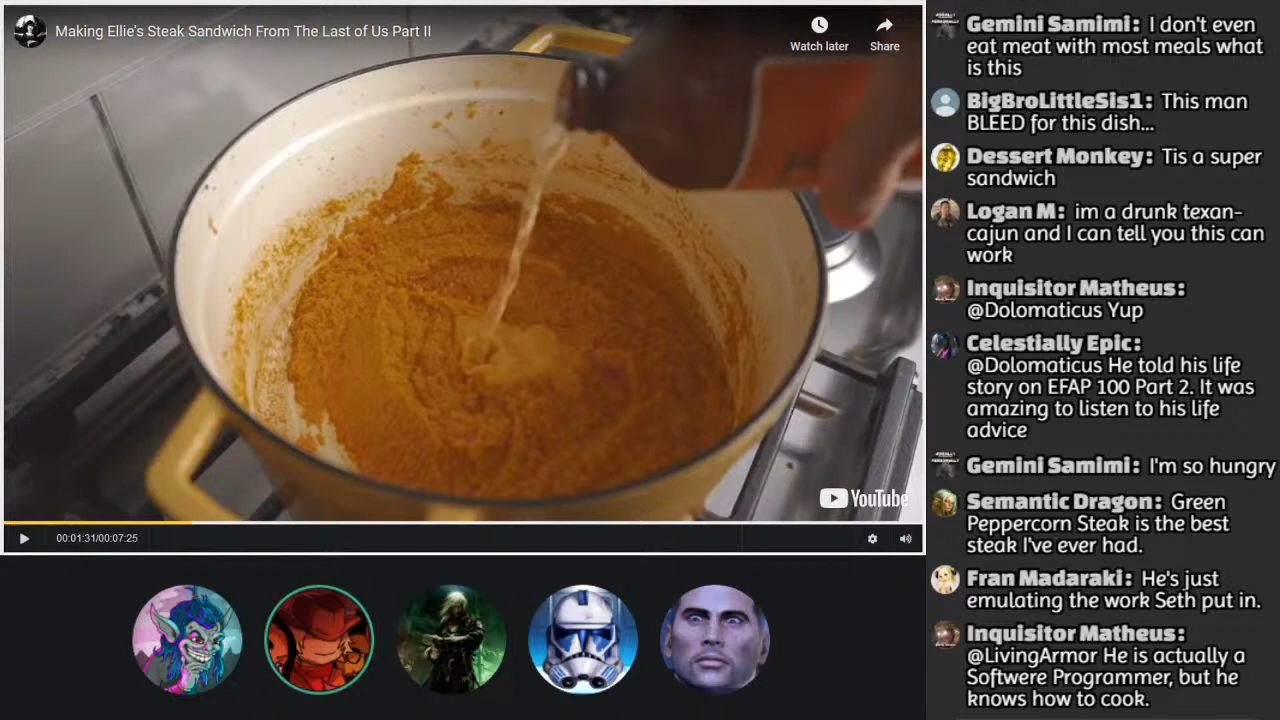 Making Ellie's Steak Sandwich From The Last of Us Part II
Watch later
Share
YouTube
00:01:31/00:07:25
Gemini Samimi: I don't even
eat meat with most meals what
is this
BigBroLittleSis1: This man
BLEED for this dish...
Dessert Monkey: Tis a super
sandwich
Logan M: im a drunk texan-
cajun and I can tell you this can
work
Inquisitor Matheus:
@Dolomaticus Yup
Celestially Epic:
@Dolomaticus He told his life
story on EFAP 100 Part 2. It was
amazing to listen to his life
advice
Gemini Samimi: I'm so hungry
Semantic Dragon: Green
Peppercorn Steak is the best
steak I've ever had.
Fran Madaraki: He's just
emulating the work Seth put in.
Inquisitor Matheus:
@LivingArmor He is actually a
Softwere Programmer, but he
knows how to cook.